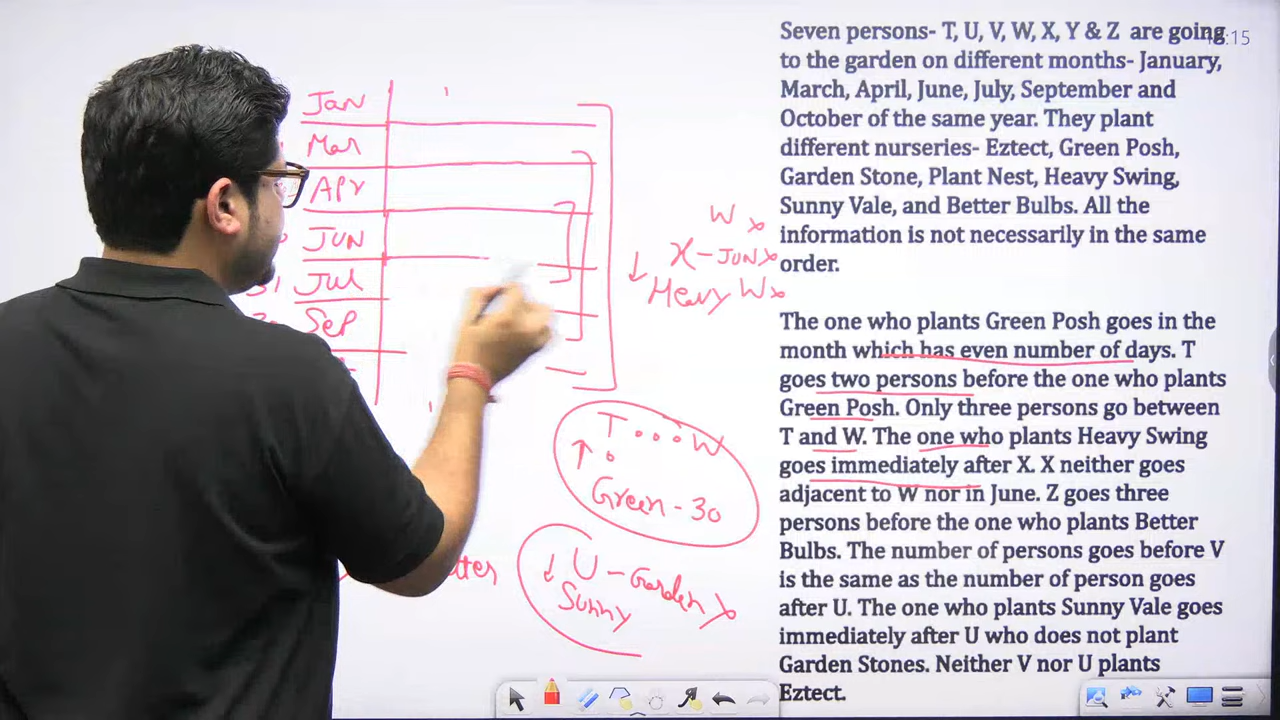 Seven persons- T, U, V, W, X, Y & Z are going
to the garden on different months- January,
March, April, June, July, September and
October of the same year. They plant
different nurseries- Eztect, Green Posh,
Garden Stone, Plant Nest, Heavy Swing,
Sunny Vale, and Better Bulbs. All the
information is not necessarily in the same
order.
The one who plants Green Posh goes in the
month which has even number of days. T
goes two persons before the one who plants
Green Posh. Only three persons go between
T and W. The one who plants Heavy Swing
goes immediately after X. X neither goes
adjacent to W nor in June. Z goes three
persons before the one who plants Better
Bulbs. The number of persons goes before V
is the same as the number of person goes
after U. The one who plants Sunny Vale goes
immediately after U who does not plant
Garden Stones. Neither V nor U plants
Eztect.
:15
Jan
Mar
Apr
JUN
31 Jul
Sep
W x
X - JUN x
↓ Heavy W x
T o o o W
↑ o
Green - 30
U - Garden x
↓ Sunny